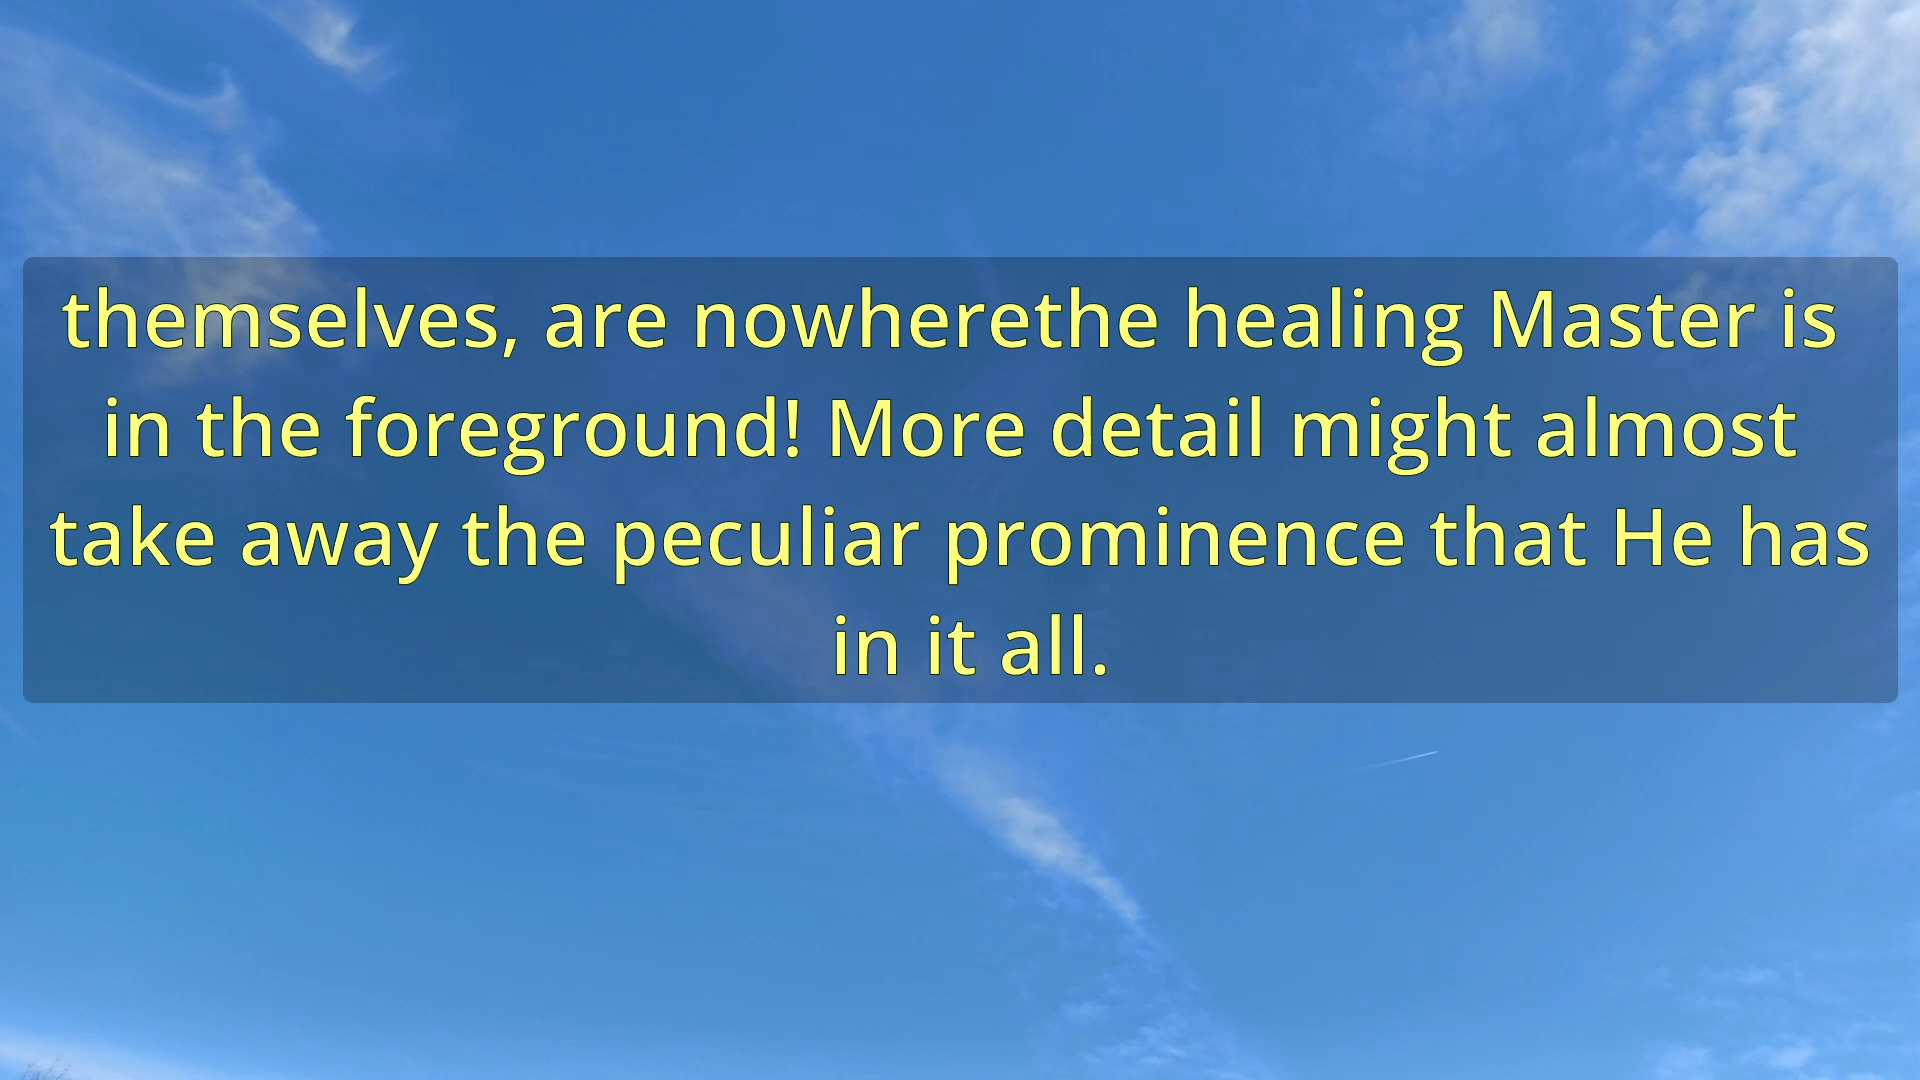 themselves, are nowherethe healing Master is
in the foreground! More detail might almost
take away the peculiar prominence that He has
in it all.